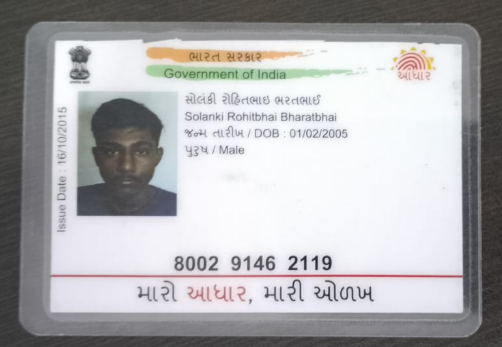 ભારત સરકાર
Government of India
આધાર
Issue Date : 16/10/2015
સોલંકી રોહિતભાઇ ભરતભાઈ
Solanki Rohitbhai Bharatbhai
જન્મ તારીખ / DOB : 01/02/2005
પુરુષ / Male
8002 9146 2119
મારો આધાર, મારી ઓળખ